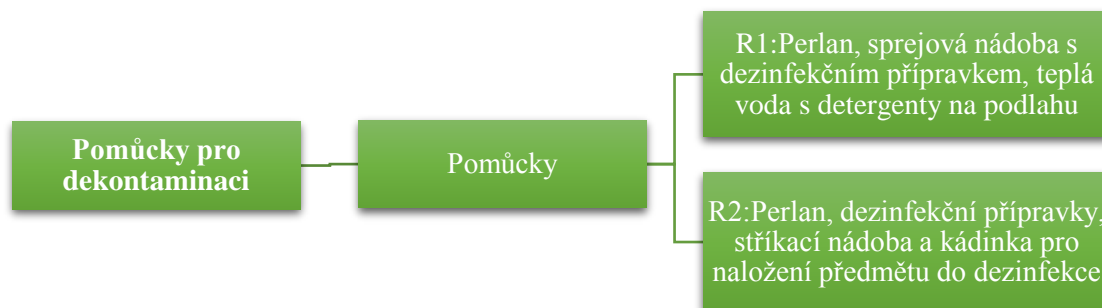 Pomůcky pro
dekontaminaci
Pomůcky
R1:Perlan, sprejová nádoba s
dezinfekčním přípravkem, teplá
voda s detergenty na podlahu
R2:Perlan, dezinfekční přípravky,
stříkací nádoba a kádinka pro
naložení předmětu do dezinfekce